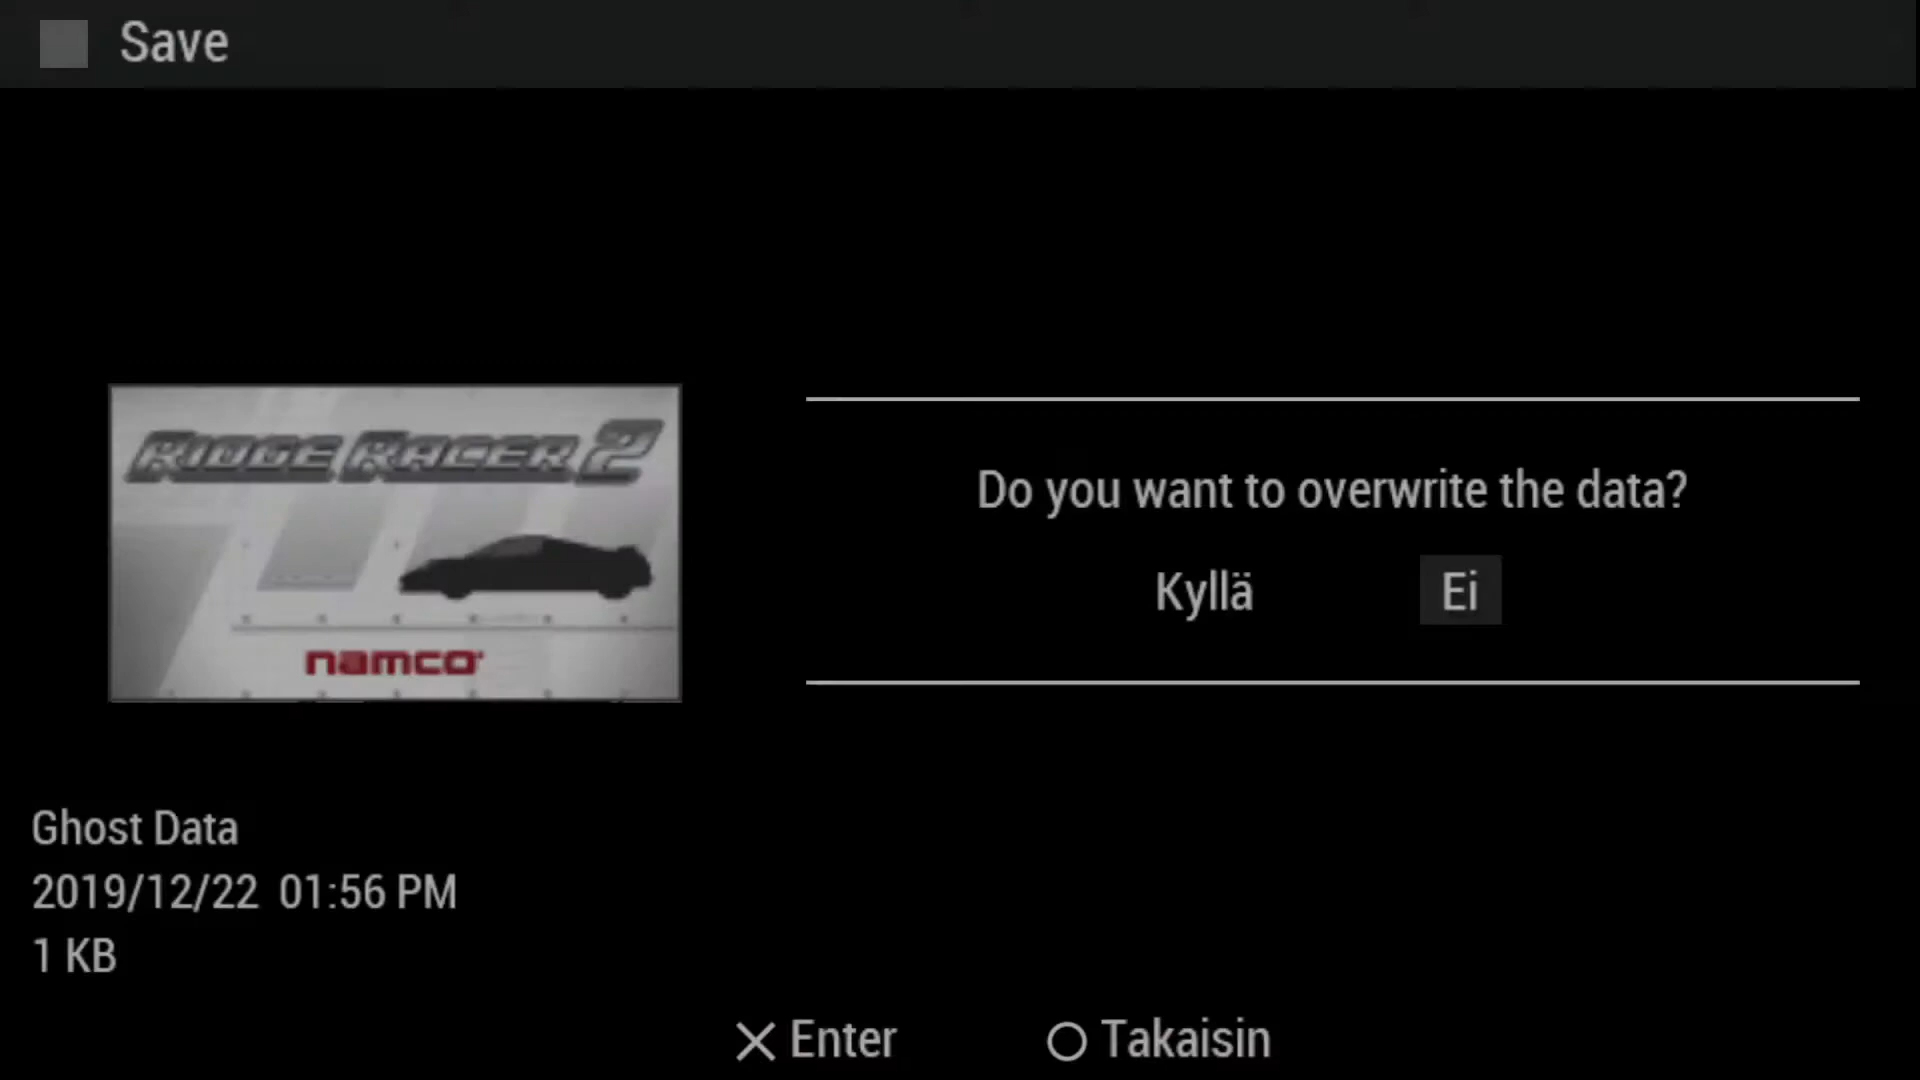 Save
RIDGE RACER 2
namco
Do you want to overwrite the data?
Kyllä Ei
Ghost Data
2019/12/22 01:56 PM
1 KB
Enter Takaisin